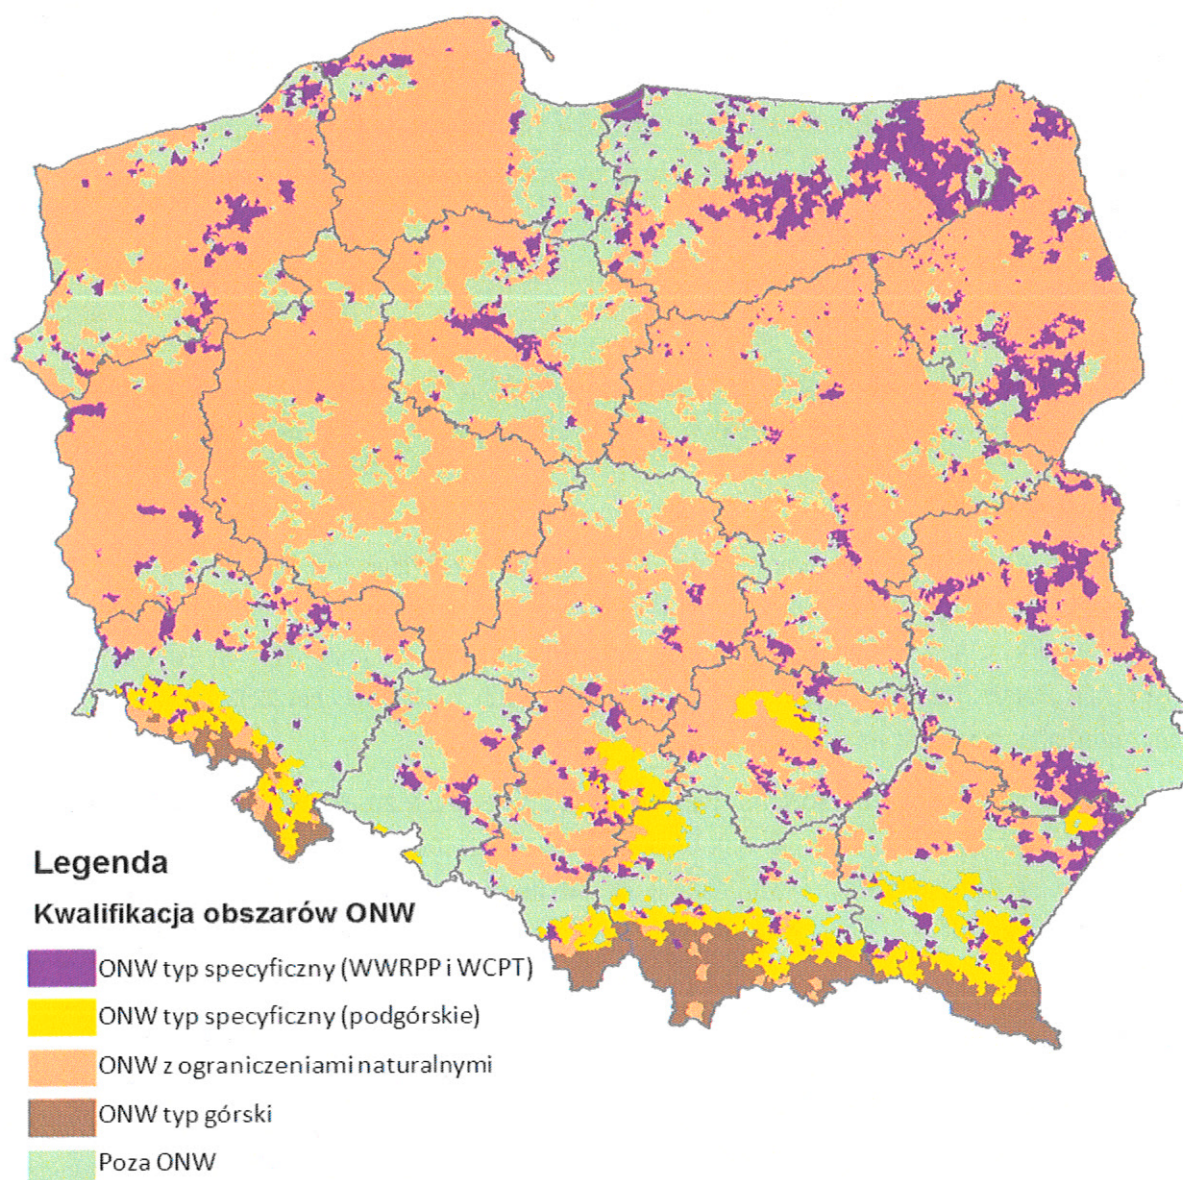 Legenda
Kwalifikacja obszarów ONW
ONW typ specyficzny (WWRPP i WCPT)
ONW typ specyficzny (podgórskie)
ONW z ograniczeniami naturalnymi
ONW typ górski
Poza ONW